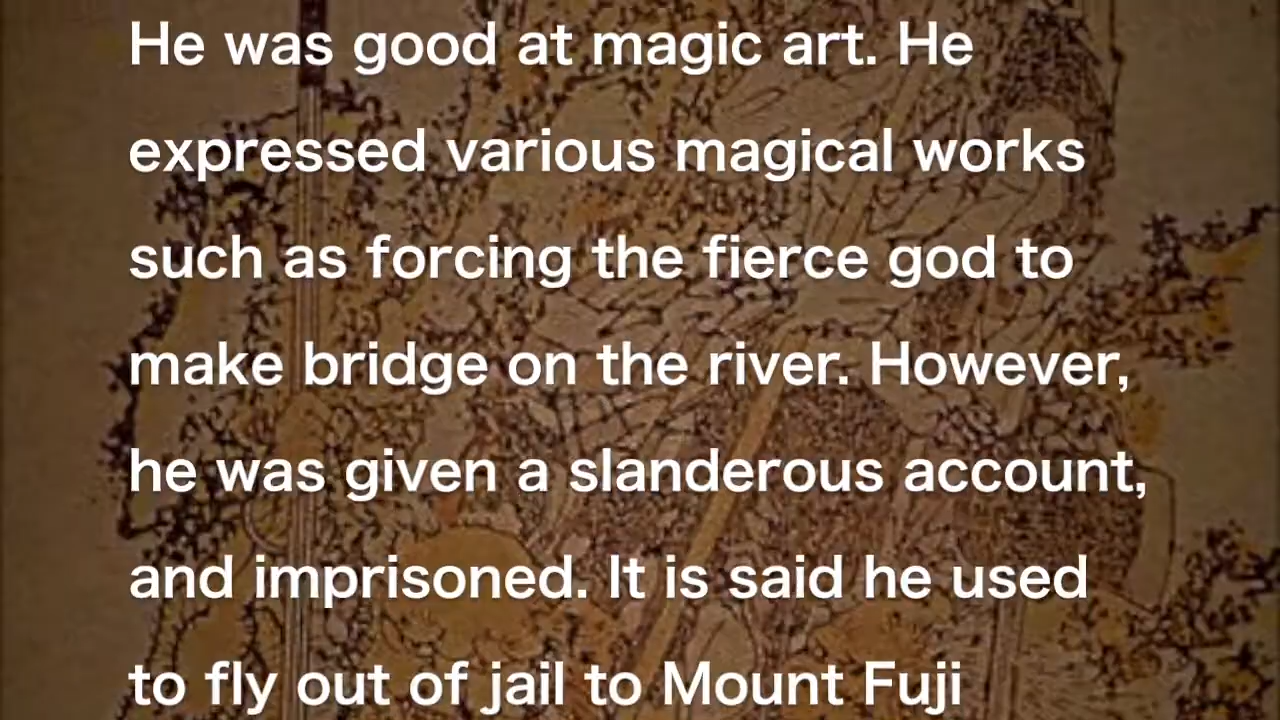 He was good at magic art. He
expressed various magical works
such as forcing the fierce god to
make bridge on the river. However,
he was given a slanderous account,
and imprisoned. It is said he used
to fly out of jail to Mount Fuji